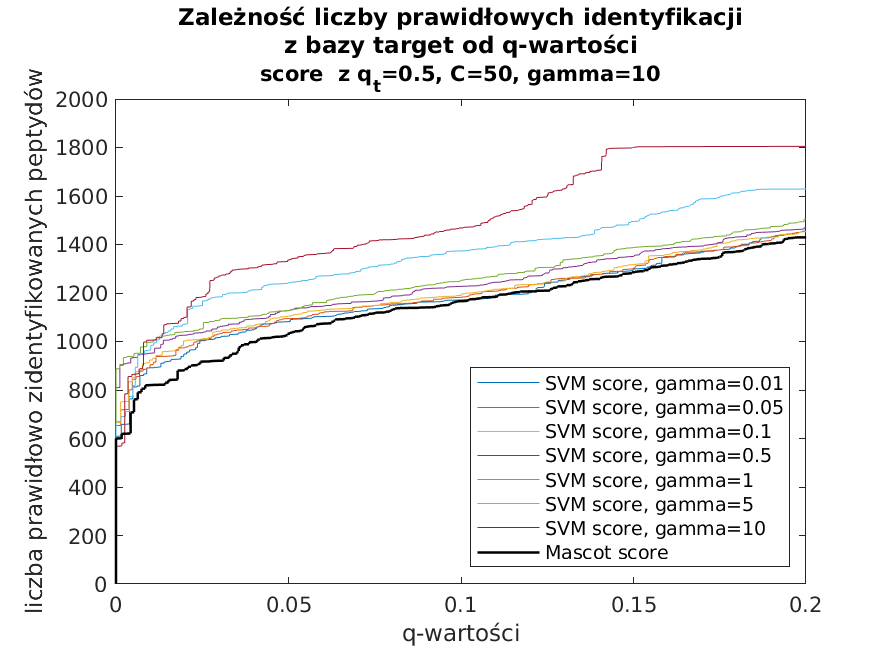 Zależność liczby prawidłowych identyfikacji
z bazy target od q-wartości
score z qt=0.5, C=50, gamma=10
liczba prawidłowo zidentyfikowanych peptydów
2000
1800
1600
1400
1200
1000
800
600
400
200
0
SVM score, gamma=0.01
SVM score, gamma=0.05
SVM score, gamma=0.1
SVM score, gamma=0.5
SVM score, gamma=1
SVM score, gamma=5
SVM score, gamma=10
Mascot score
0 0.05 0.1 0.15 0.2
q-wartości